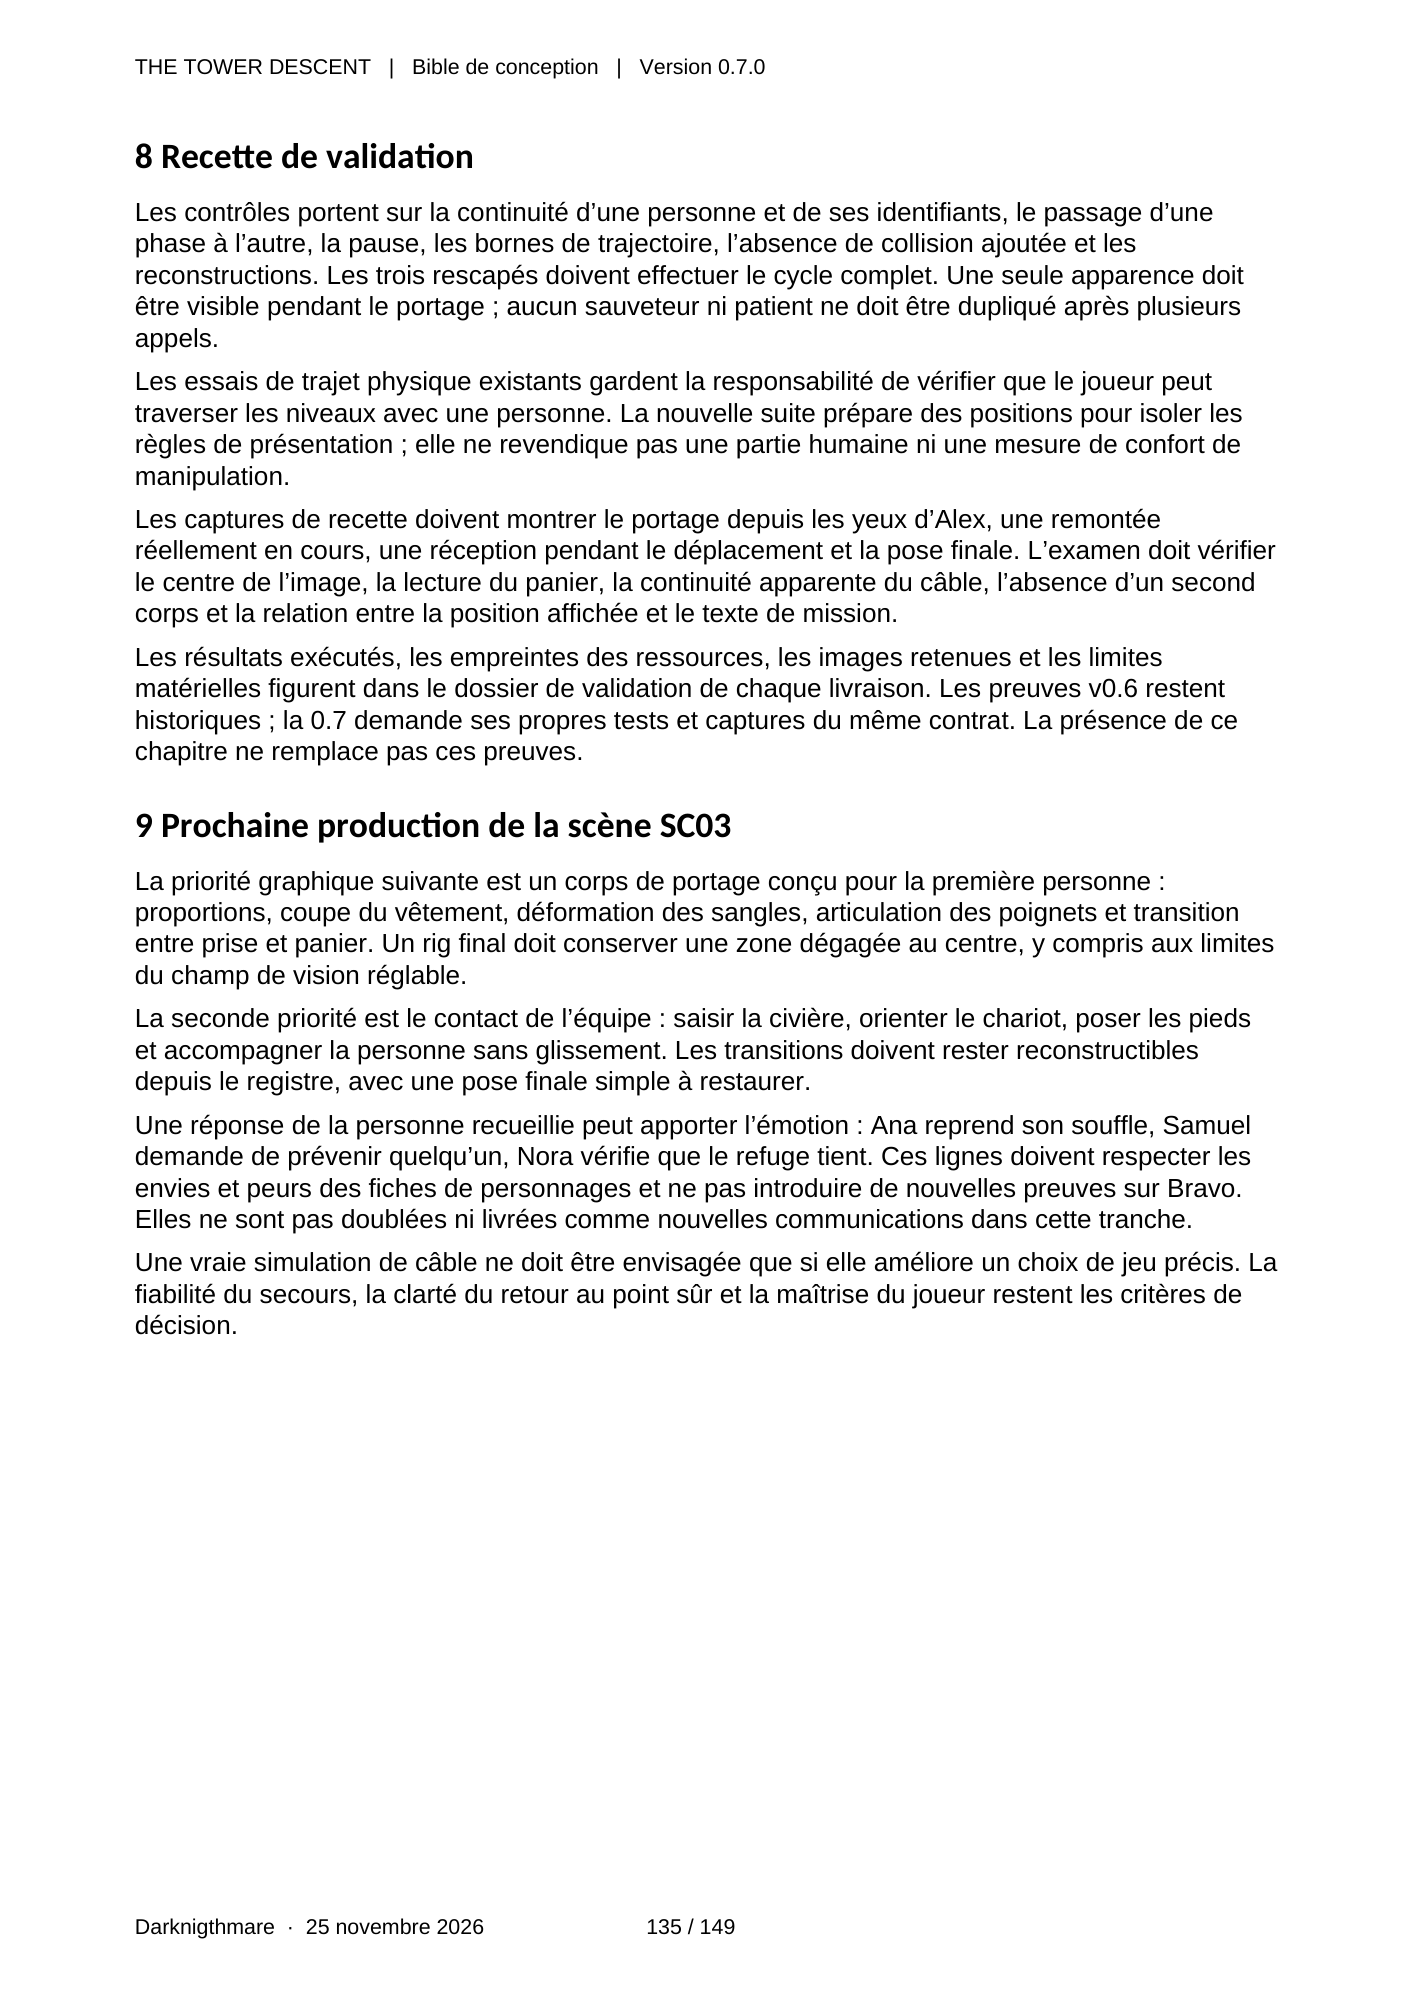 THE TOWER DESCENT | Bible de conception | Version 0.7.0
8 Recette de validation
Les contrôles portent sur la continuité d’une personne et de ses identifiants, le passage d’une
phase à l’autre, la pause, les bornes de trajectoire, l’absence de collision ajoutée et les
reconstructions. Les trois rescapés doivent effectuer le cycle complet. Une seule apparence doit
être visible pendant le portage ; aucun sauveteur ni patient ne doit être dupliqué après plusieurs
appels.
Les essais de trajet physique existants gardent la responsabilité de vérifier que le joueur peut
traverser les niveaux avec une personne. La nouvelle suite prépare des positions pour isoler les
règles de présentation ; elle ne revendique pas une partie humaine ni une mesure de confort de
manipulation.
Les captures de recette doivent montrer le portage depuis les yeux d’Alex, une remontée
réellement en cours, une réception pendant le déplacement et la pose finale. L’examen doit vérifier
le centre de l’image, la lecture du panier, la continuité apparente du câble, l’absence d’un second
corps et la relation entre la position affichée et le texte de mission.
Les résultats exécutés, les empreintes des ressources, les images retenues et les limites
matérielles figurent dans le dossier de validation de chaque livraison. Les preuves v0.6 restent
historiques ; la 0.7 demande ses propres tests et captures du même contrat. La présence de ce
chapitre ne remplace pas ces preuves.
9 Prochaine production de la scène SC03
La priorité graphique suivante est un corps de portage conçu pour la première personne :
proportions, coupe du vêtement, déformation des sangles, articulation des poignets et transition
entre prise et panier. Un rig final doit conserver une zone dégagée au centre, y compris aux limites
du champ de vision réglable.
La seconde priorité est le contact de l’équipe : saisir la civière, orienter le chariot, poser les pieds
et accompagner la personne sans glissement. Les transitions doivent rester reconstructibles
depuis le registre, avec une pose finale simple à restaurer.
Une réponse de la personne recueillie peut apporter l’émotion : Ana reprend son souffle, Samuel
demande de prévenir quelqu’un, Nora vérifie que le refuge tient. Ces lignes doivent respecter les
envies et peurs des fiches de personnages et ne pas introduire de nouvelles preuves sur Bravo.
Elles ne sont pas doublées ni livrées comme nouvelles communications dans cette tranche.
Une vraie simulation de câble ne doit être envisagée que si elle améliore un choix de jeu précis. La
fiabilité du secours, la clarté du retour au point sûr et la maîtrise du joueur restent les critères de
décision.
Darknigthmare · 25 novembre 2026 135 / 149